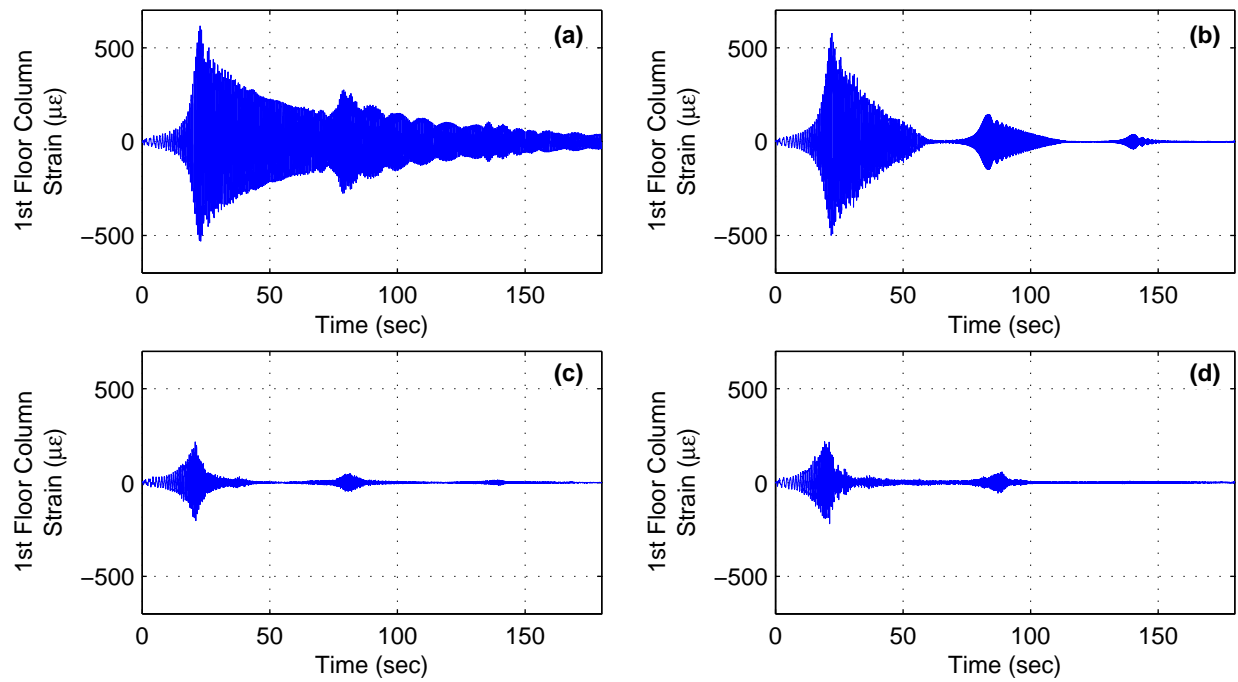 (a)
500
0
−500
1st Floor Column
Strain (με)
0 50 100 150
Time (sec)
(b)
500
0
−500
1st Floor Column
Strain (με)
0 50 100 150
Time (sec)
(c)
500
0
−500
1st Floor Column
Strain (με)
0 50 100 150
Time (sec)
(d)
500
0
−500
1st Floor Column
Strain (με)
0 50 100 150
Time (sec)